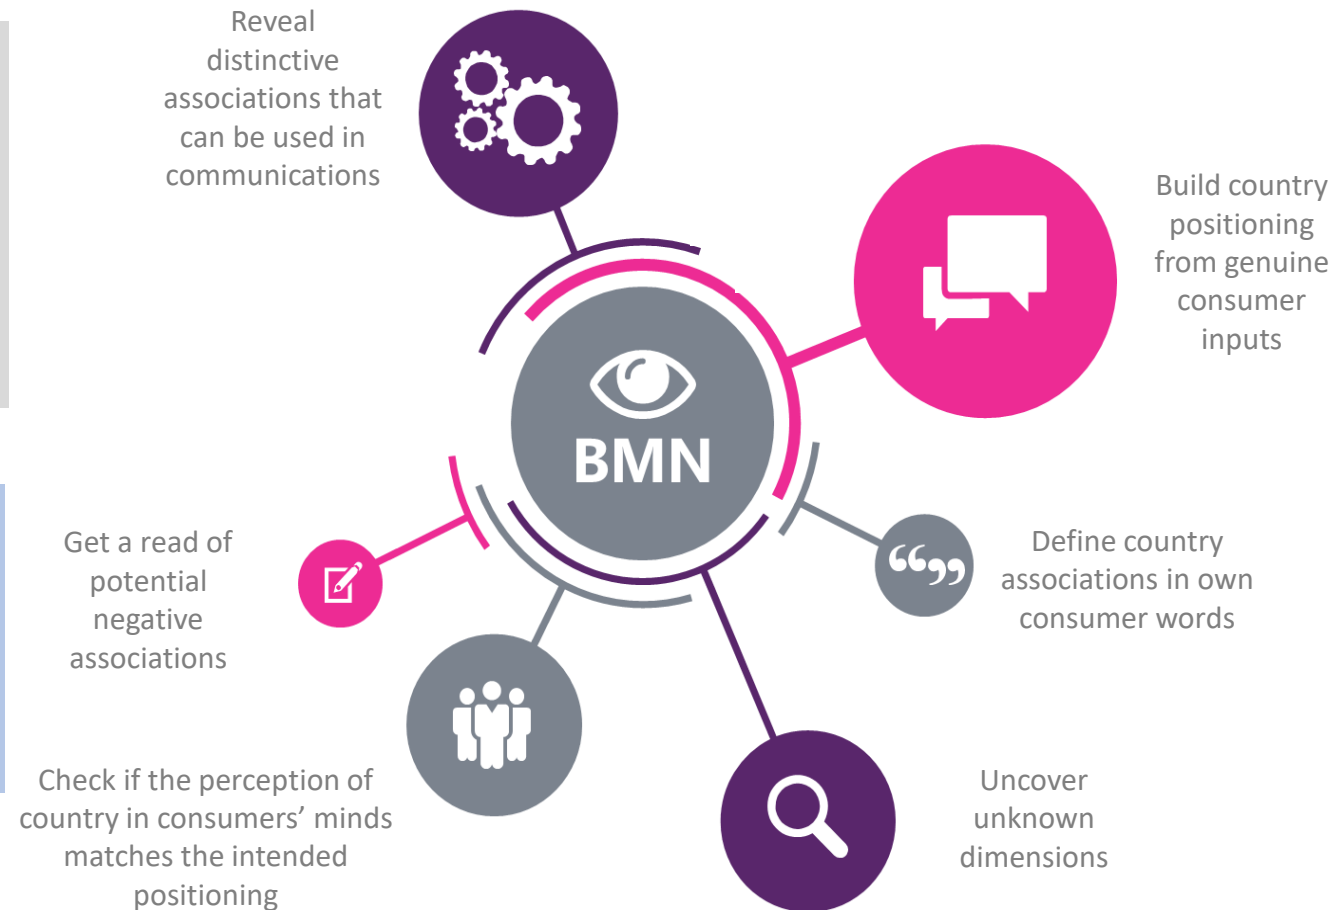 Reveal
distinctive
associations that
can be used in
communications
Build country
positioning
from genuine
consumer
inputs
BMN
Get a read of
potential
negative
associations
Define country
associations in own
consumer words
Check if the perception of
country in consumers’ minds
matches the intended
positioning
Uncover
unknown
dimensions